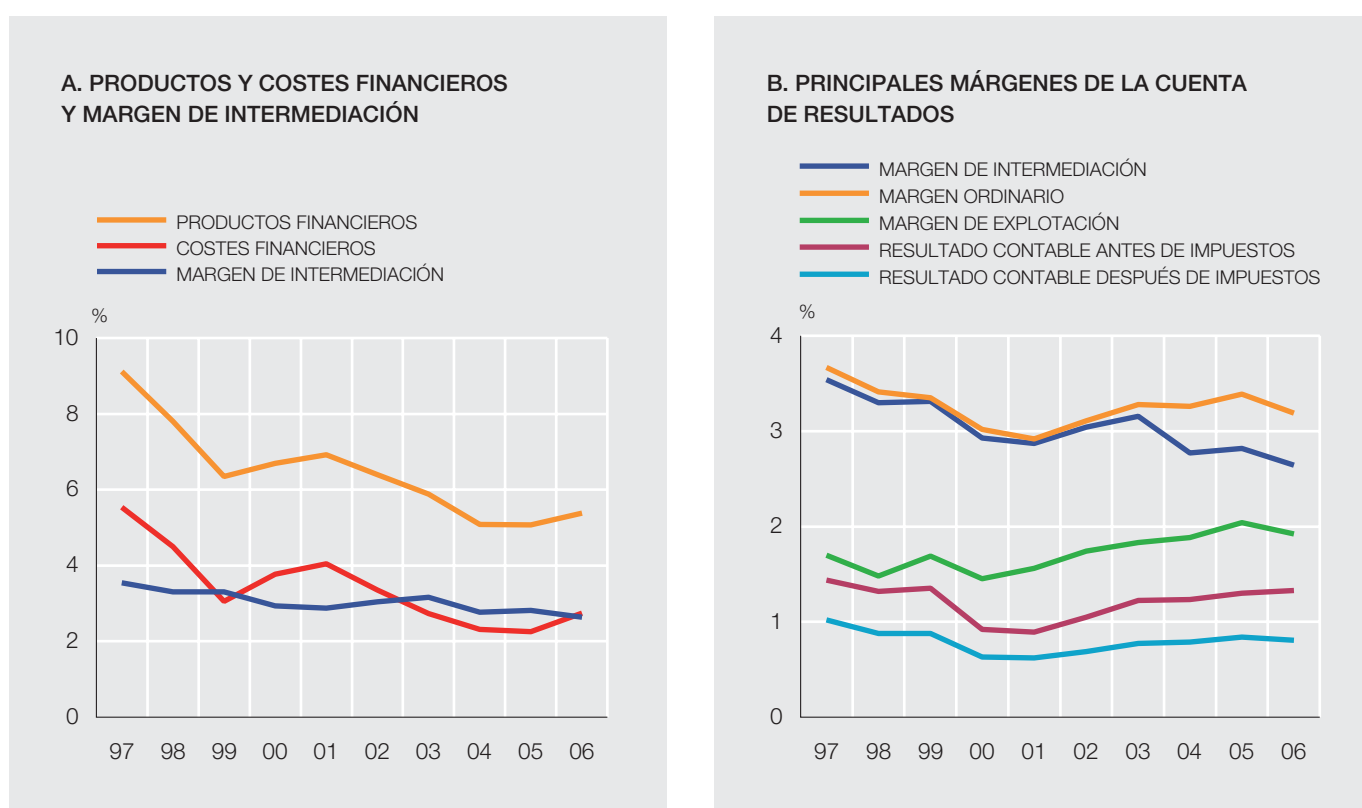 A. PRODUCTOS Y COSTES FINANCIEROS
Y MARGEN DE INTERMEDIACIÓN
PRODUCTOS FINANCIEROS
COSTES FINANCIEROS
MARGEN DE INTERMEDIACIÓN
%
10
8
6
4
2
0
97 98 99 00 01 02 03 04 05 06
B. PRINCIPALES MÁRGENES DE LA CUENTA
DE RESULTADOS
MARGEN DE INTERMEDIACIÓN
MARGEN ORDINARIO
MARGEN DE EXPLOTACIÓN
RESULTADO CONTABLE ANTES DE IMPUESTOS
RESULTADO CONTABLE DESPUÉS DE IMPUESTOS
%
4
3
2
1
0
97 98 99 00 01 02 03 04 05 06